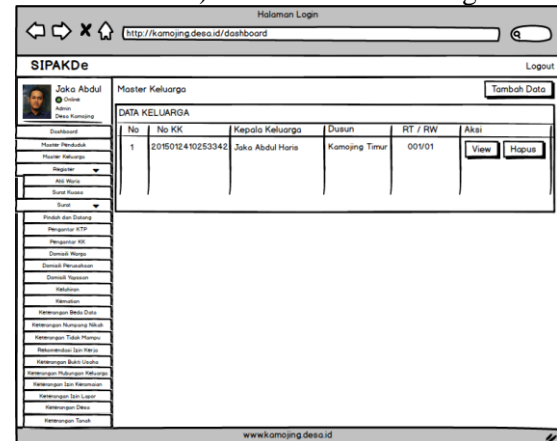 Halaman Login
http://kamojing.desa.id/dashboard
SIPAKDe
Logout
Jaka Abdul
Online
Admin
Desa Kamojing
Master Keluarga
Tambah Data
DATA KELUARGA
No No KK Kepala Keluarga Dusun RT / RW Aksi
1 2015012410253342 Jaka Abdul Haris Kamojing Timur 001/01 View Hapus
Dashboard
Master Penduduk
Master Keluarga
Register
Ahli Waris
Surat Kuasa
Surat
Pindah dan Datang
Pengantar KTP
Pengantar KK
Domisili Warga
Domisili Perusahaan
Domisili Yayasan
Kelahiran
Kematian
Keterangan Beda Data
Keterangan Numpang Nikah
Keterangan Tidak Mampu
Rekomendasi Izin Kerja
Keterangan Bukti Usaha
Keterangan Hubungan Keluarga
Keterangan Izin Keramaian
Keterangan Izin Lapor
Keterangan Desa
Keterangan Tanah
www.kamojing.desa.id